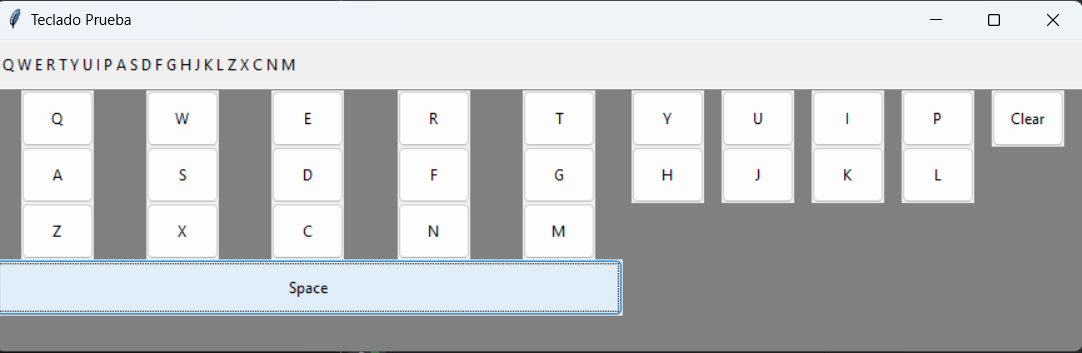 Teclado Prueba
Q W E R T Y U I P A S D F G H J K L Z X C N M
Q W E R T Y U I P Clear
A S D F G H J K L
Z X C N M
Space